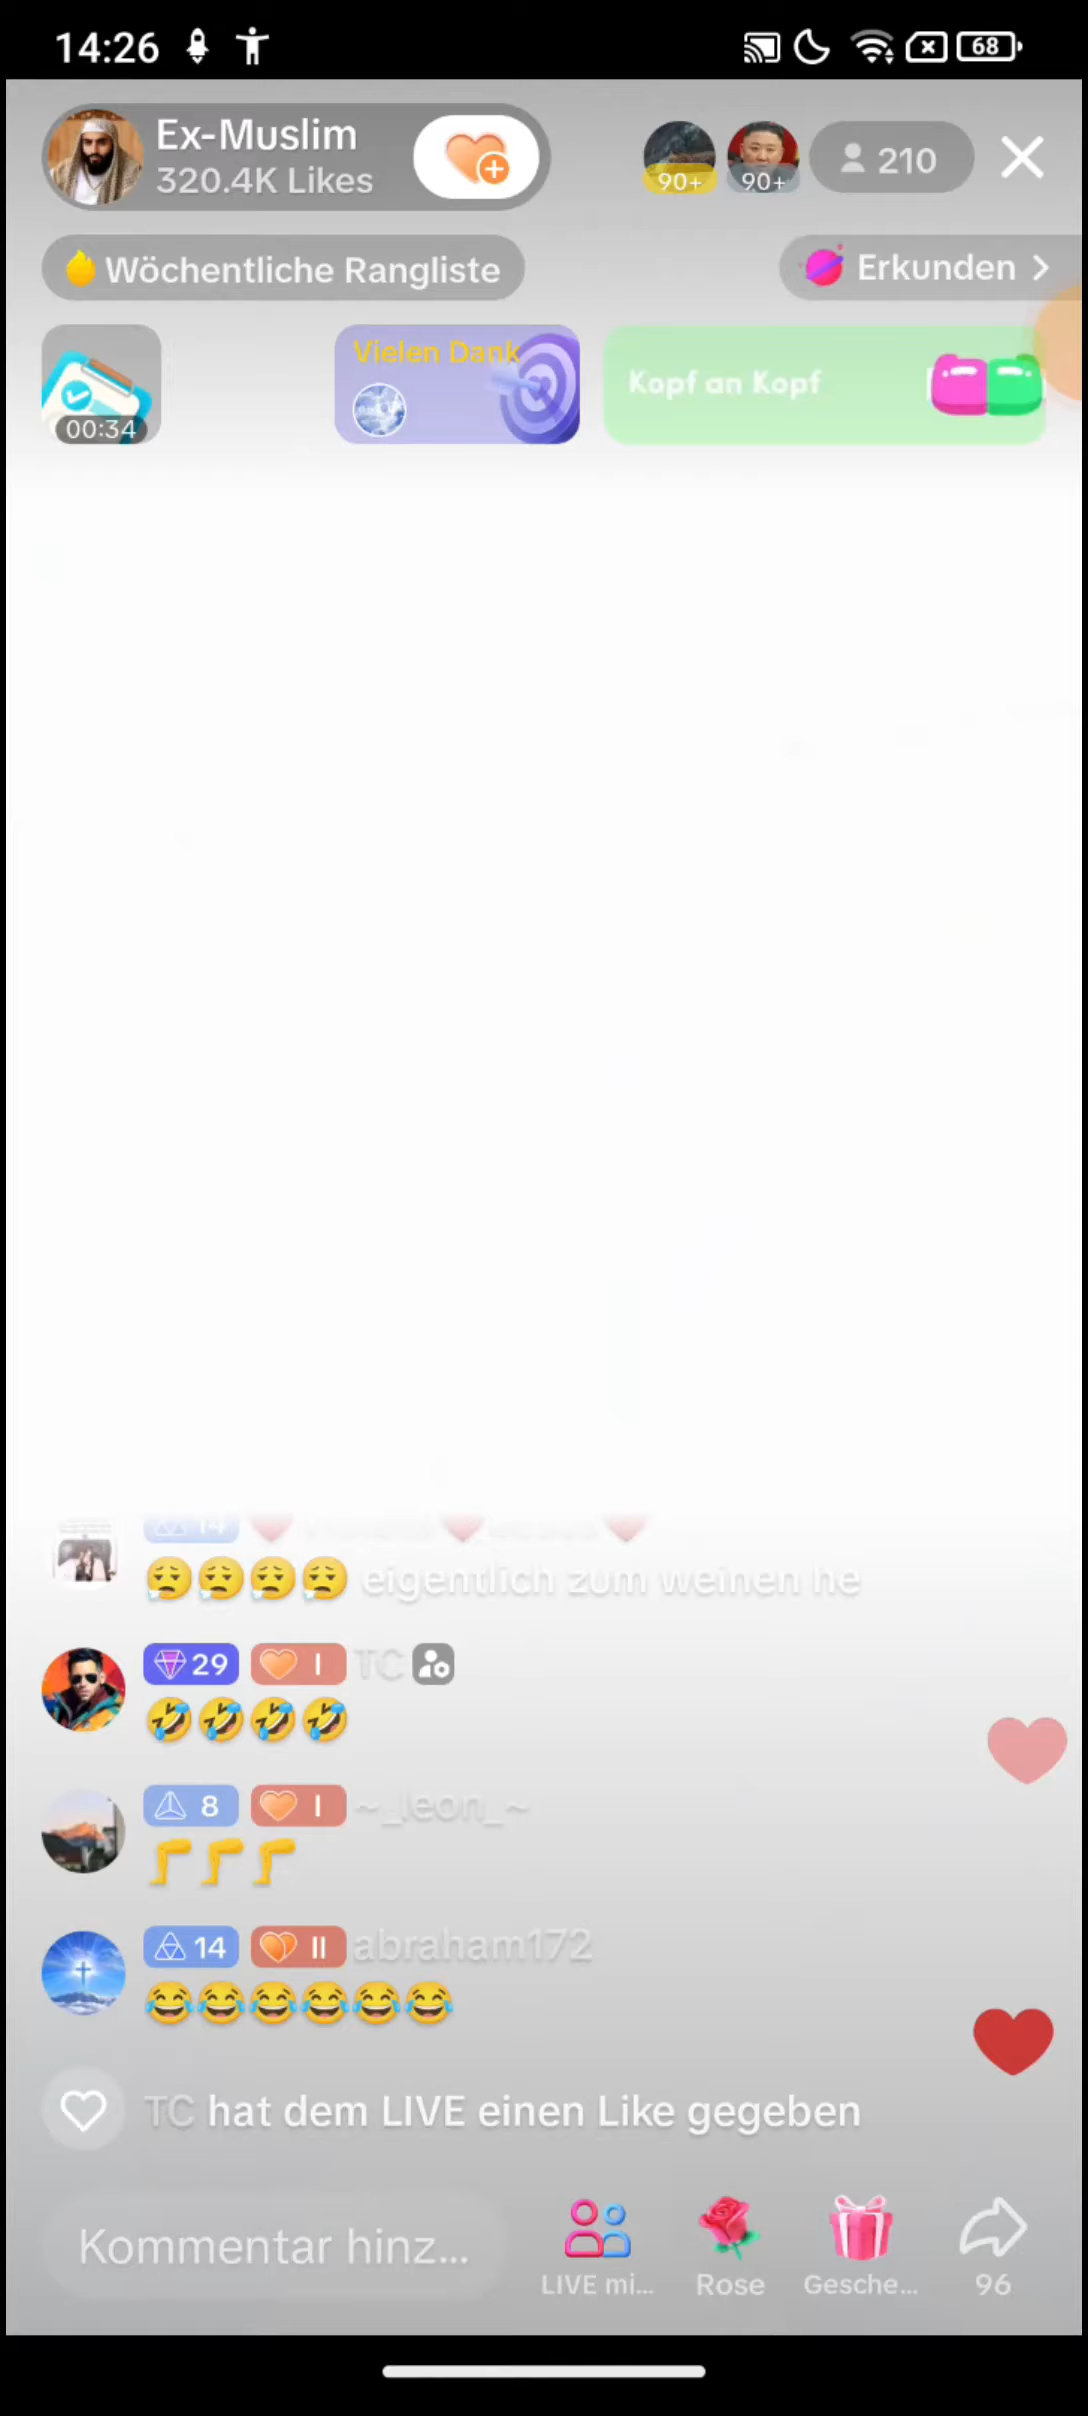 14:26
68
Ex-Muslim
320.4K Likes
90+
90+
210
Wöchentliche Rangliste
Erkunden
Vielen Dank
Kopf an Kopf
00:34
14
eigentlich zum weinen he
29 I TC
8 I ~_leon_~
14 II abraham172
TC hat dem LIVE einen Like gegeben
Kommentar hinz...
LIVE mi...
Rose
Gesche...
96